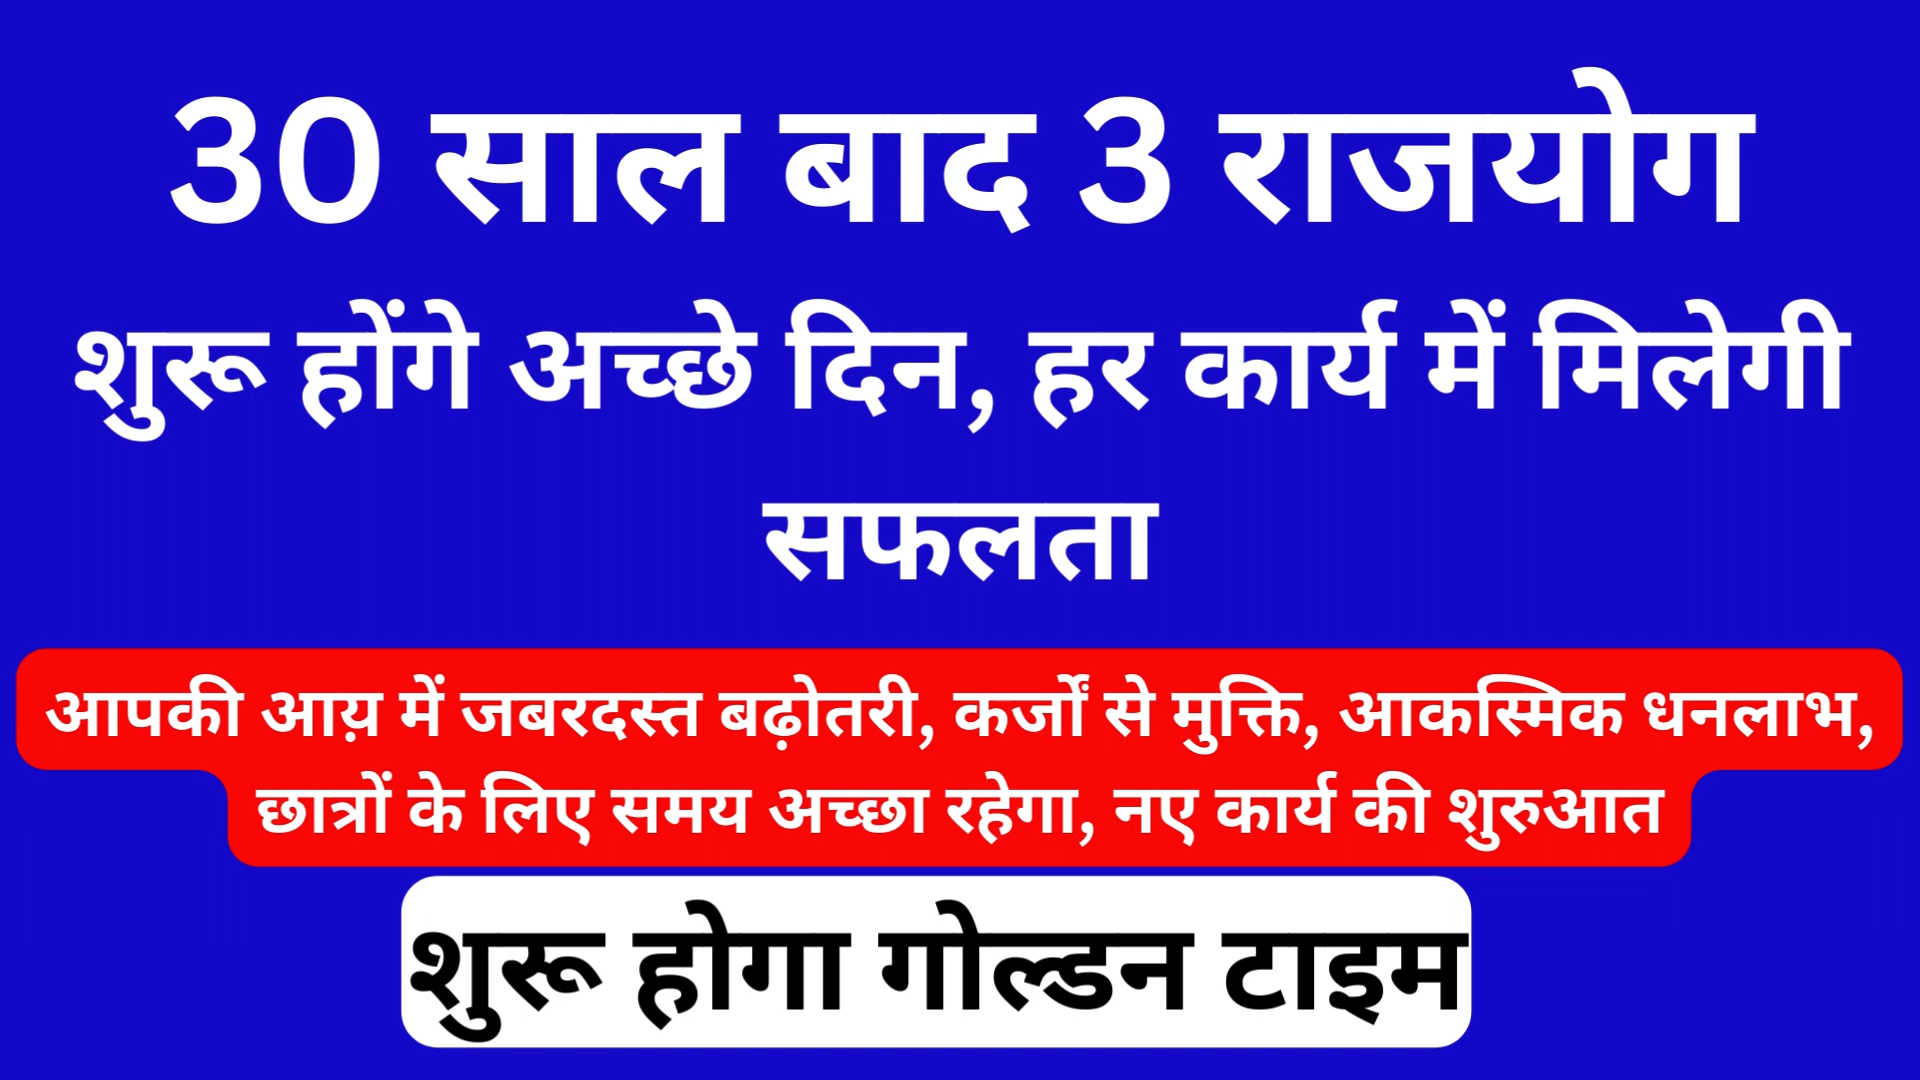 30 साल बाद 3 राजयोग
शुरू होंगे अच्छे दिन, हर कार्य में मिलेगी
सफलता
आपकी आय़ में जबरदस्त बढ़ोतरी, कर्जों से मुक्ति, आकस्मिक धनलाभ,
छात्रों के लिए समय अच्छा रहेगा, नए कार्य की शुरुआत
शुरू होगा गोल्डन टाइम